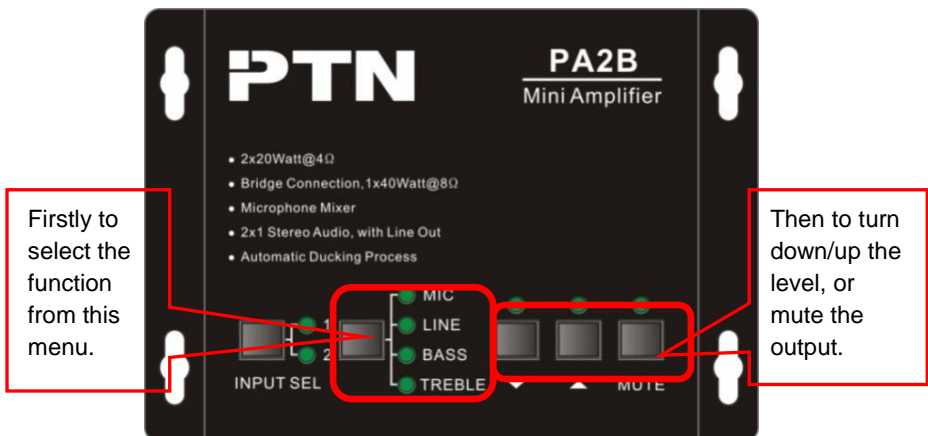 PTN
PA2B
Mini Amplifier
• 2x20Watt@4Ω
• Bridge Connection,1x40Watt@8Ω
• Microphone Mixer
• 2x1 Stereo Audio, with Line Out
• Automatic Ducking Process
Firstly to
select the
function
from this
menu.
Then to turn
down/up the
level, or
mute the
output.
1
2
INPUT SEL
MIC
LINE
BASS
TREBLE
MUTE